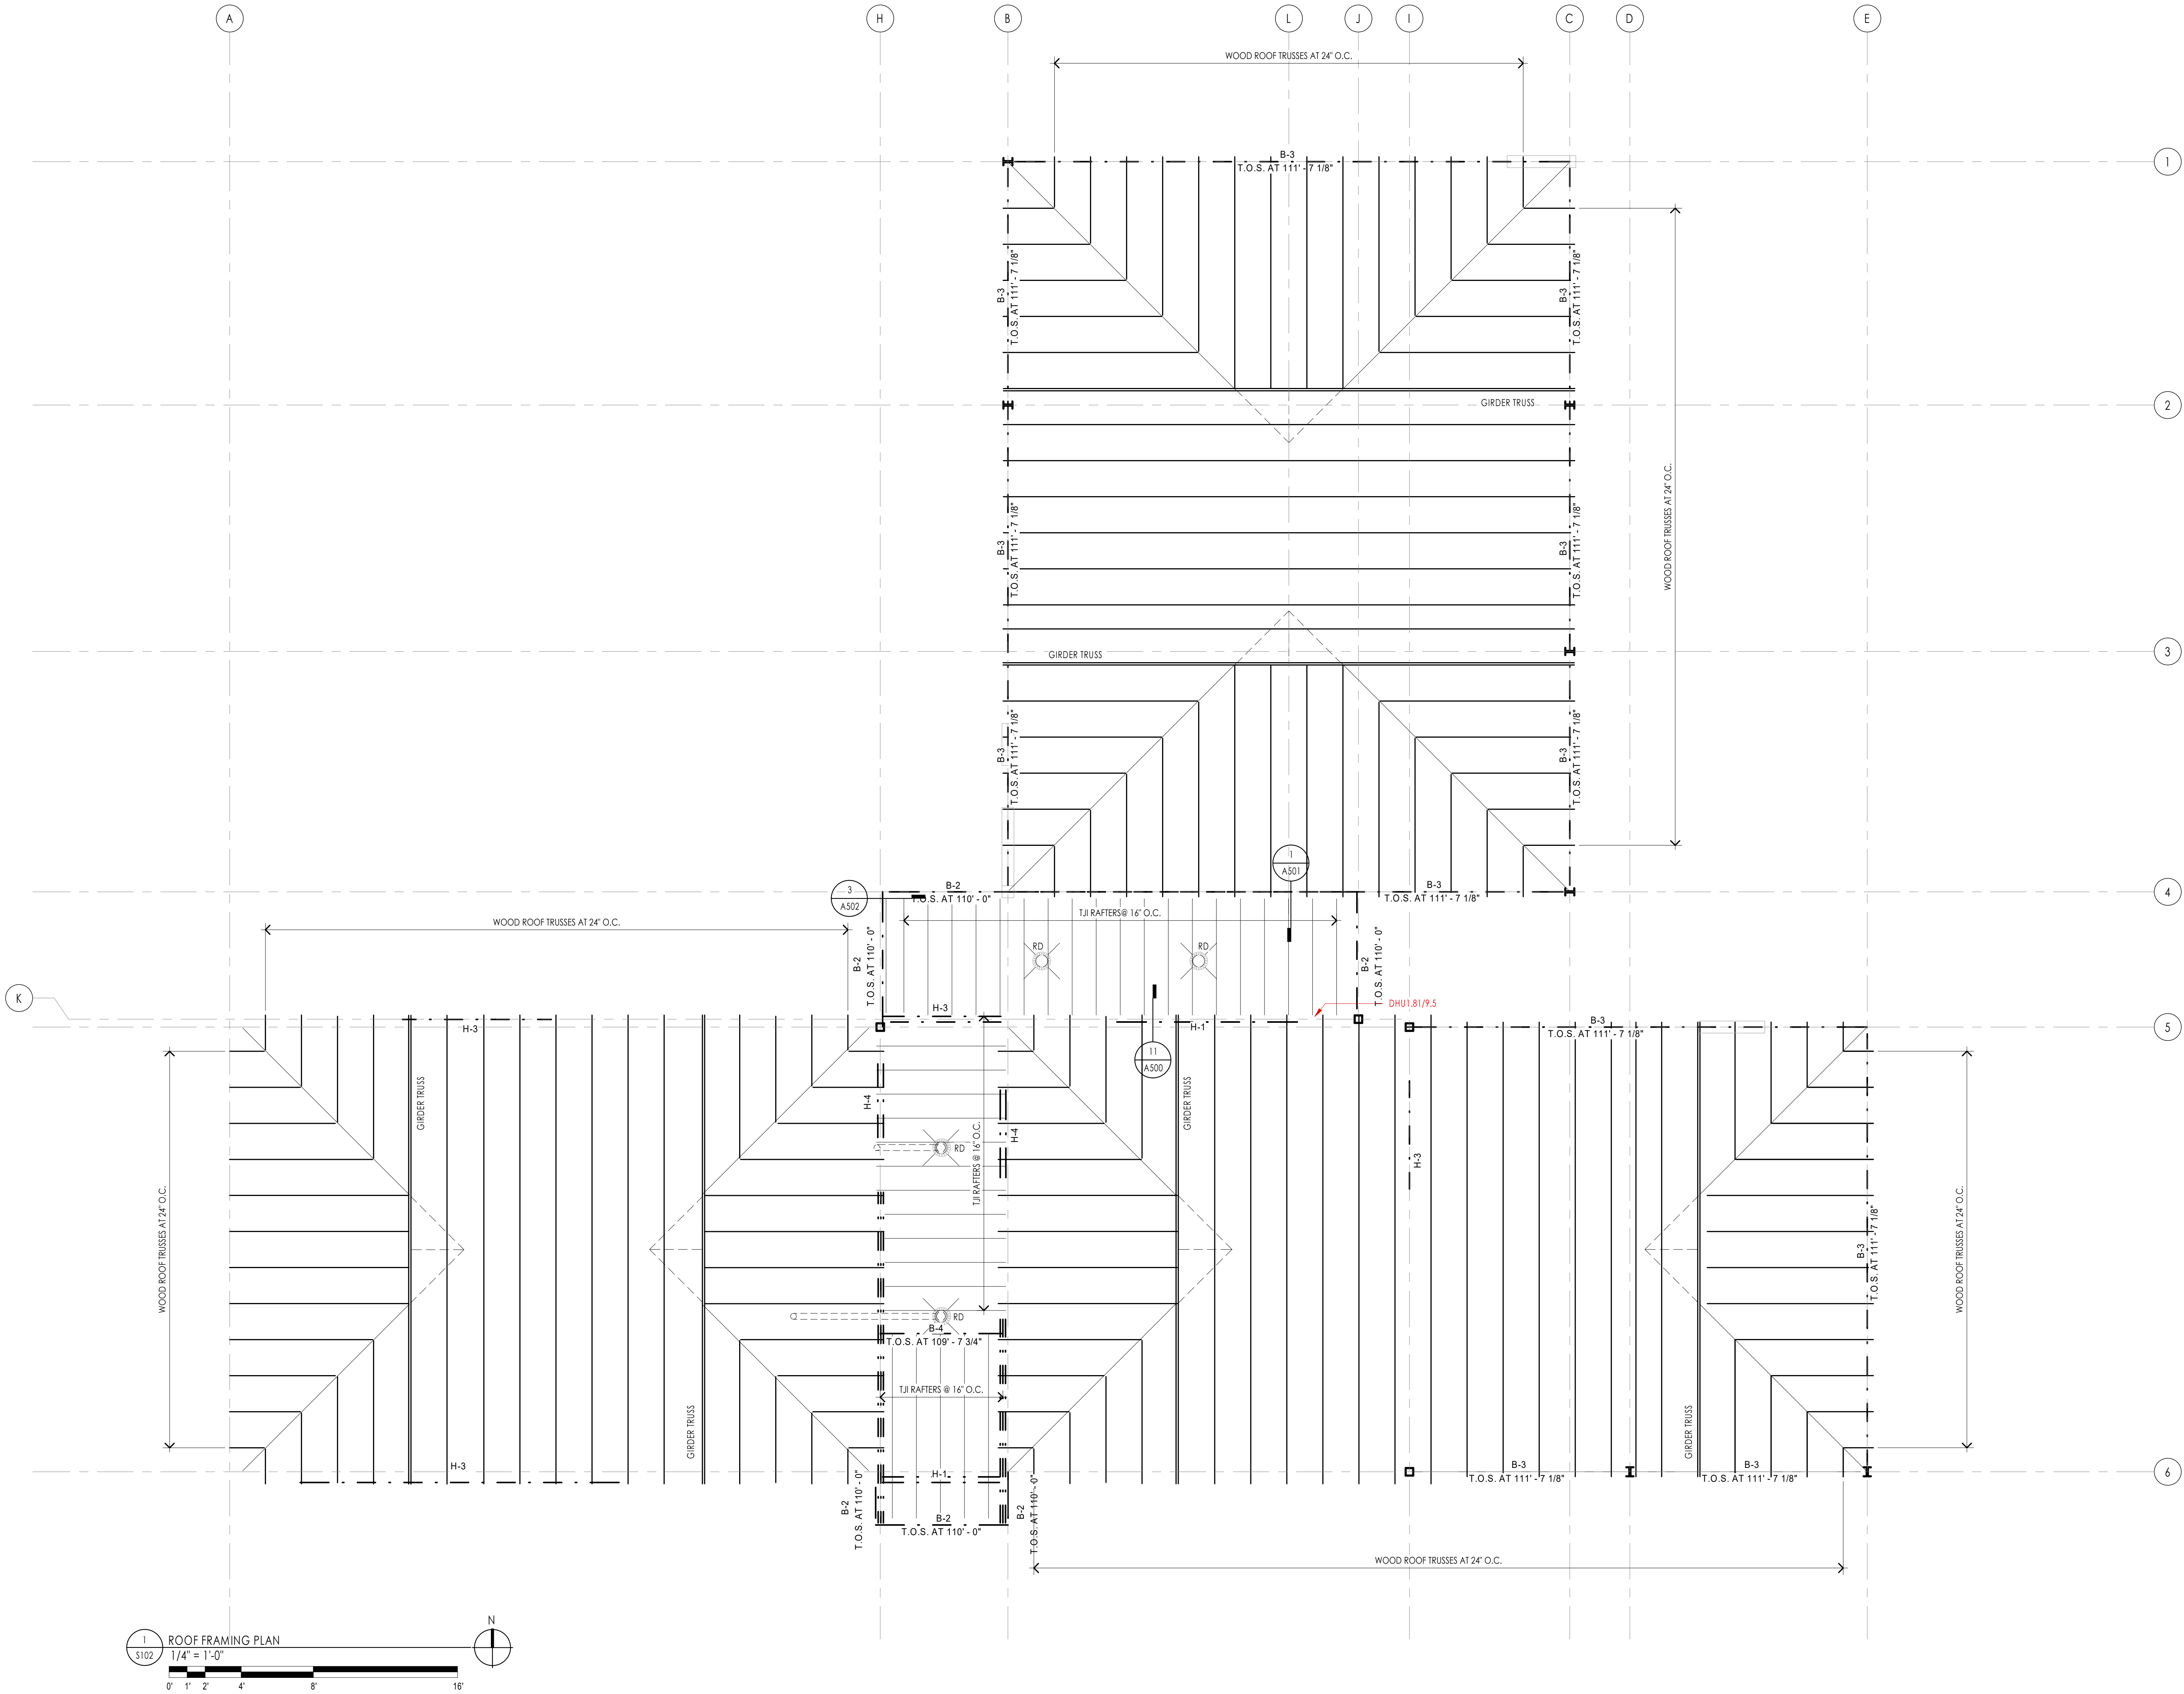 A
H
B
L
J
I
C
D
E
WOOD ROOF TRUSSES AT 24" O.C.
B-3
T.O.S. AT 111' - 7 1/8"
1
B-3
T.O.S. AT 111' - 7 1/8"
B-3
T.O.S. AT 111' - 7 1/8"
GIRDER TRUSS
2
WOOD ROOF TRUSSES AT 24" O.C.
B-3
T.O.S. AT 111' - 7 1/8"
B-3
T.O.S. AT 111' - 7 1/8"
GIRDER TRUSS
3
B-3
T.O.S. AT 111' - 7 1/8"
B-3
T.O.S. AT 111' - 7 1/8"
1
A501
3
A502
B-2
T.O.S. AT 110' - 0"
B-3
T.O.S. AT 111' - 7 1/8"
4
WOOD ROOF TRUSSES AT 24" O.C.
TJI RAFTERS@ 16" O.C.
B-2
T.O.S. AT 110' - 0"
RD
RD
B-2
T.O.S. AT 110' - 0"
K
H-3
H-3
H-1
DHU1.81/9.5
B-3
T.O.S. AT 111' - 7 1/8"
5
11
A500
GIRDER TRUSS
H-4
H-4
TJI RAFTERS @ 16" O.C.
RD
GIRDER TRUSS
H-3
WOOD ROOF TRUSSES AT 24" O.C.
B-3
T.O.S. AT 111' - 7 1/8"
WOOD ROOF TRUSSES AT 24" O.C.
RD
B-4
T.O.S. AT 109' - 7 3/4"
TJI RAFTERS @ 16" O.C.
GIRDER TRUSS
GIRDER TRUSS
H-3
H-1
B-3
T.O.S. AT 111' - 7 1/8"
B-3
T.O.S. AT 111' - 7 1/8"
6
B-2
T.O.S. AT 110' - 0"
B-2
T.O.S. AT 110' - 0"
B-2
T.O.S. AT 110' - 0"
WOOD ROOF TRUSSES AT 24" O.C.
N
1
S102
ROOF FRAMING PLAN
1/4" = 1'-0"
0' 1' 2' 4' 8' 16'